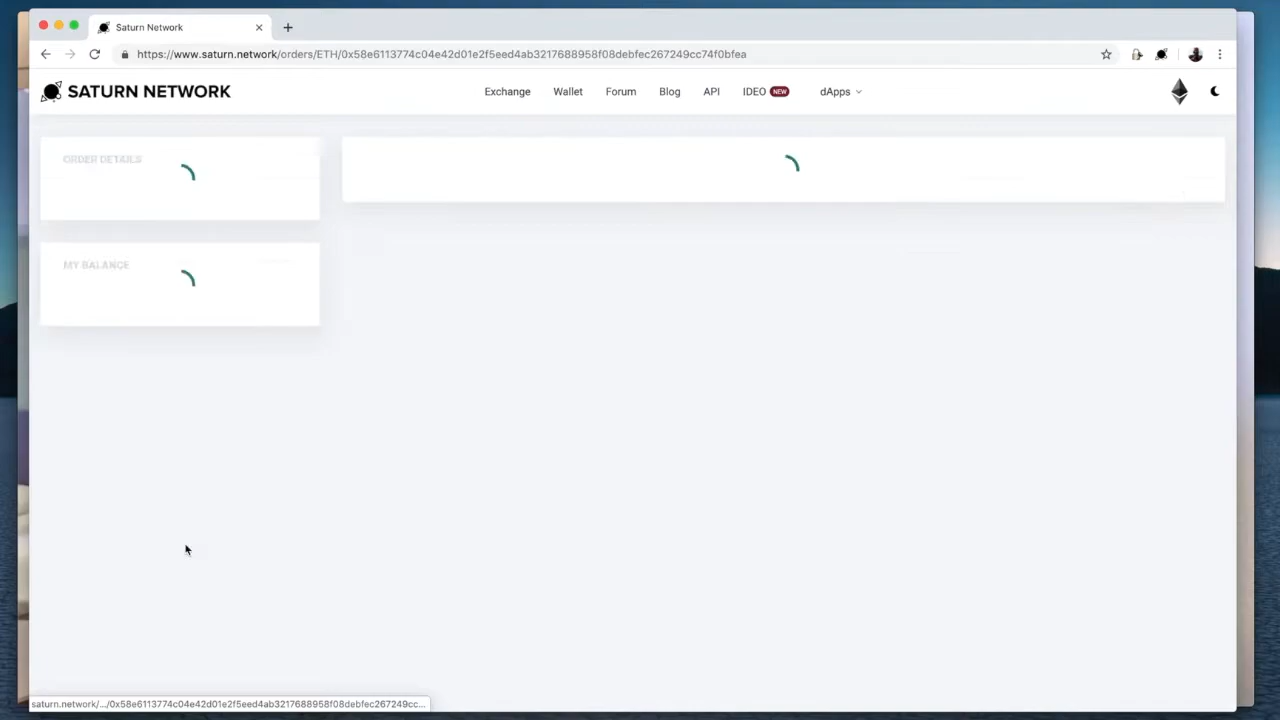 Saturn Network
https://www.saturn.network/orders/ETH/0x58e6113774c04e42d01e2f5eed4ab3217688958f08debfec267249cc74f0bfea
SATURN NETWORK
Exchange
Wallet
Forum
Blog
API
IDEO NEW
dApps
ORDER DETAILS
MY BALANCE
saturn.network/.../0x58e6113774c04e42d01e2f5eed4ab3217688958f08debfec267249cc...